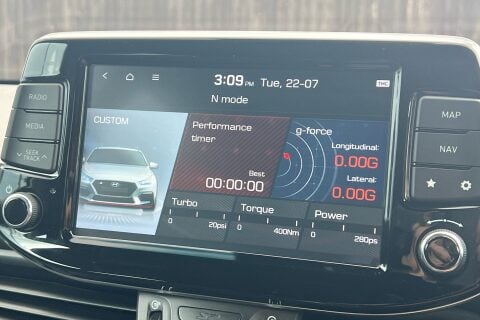 3:09 PM Tue, 22-07
N mode
RADIO
MEDIA
SEEK
TRACK
CUSTOM
Performance
timer
Best
00:00:00
g-force
Longitudinal:
0.00G
Lateral:
0.00G
Turbo
0 20psi
Torque
0 400Nm
Power
0 280ps
MAP
NAV